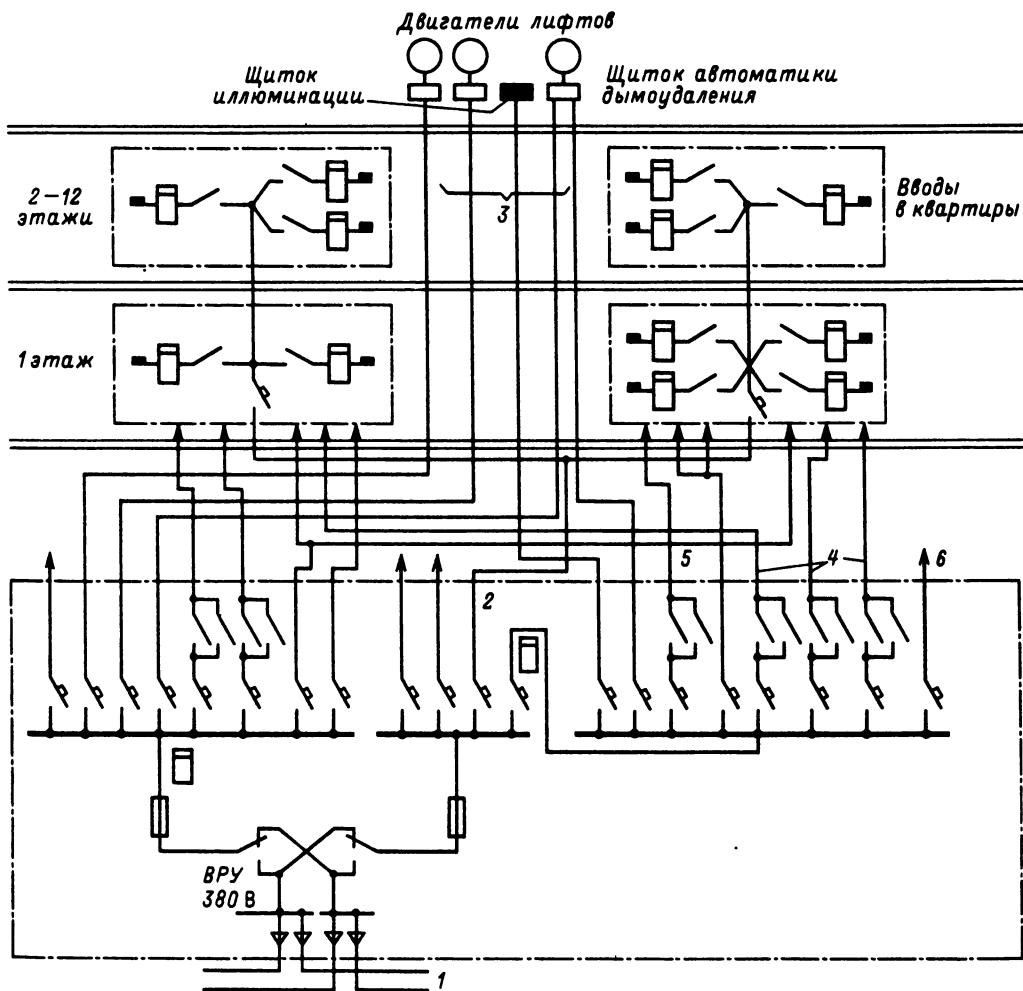 Двигатели лифтов
Щиток
иллюминации
Щиток автоматики
дымоудаления
2–12
этажи
3
Вводы
в квартиры
1 этаж
5
4
6
2
ВРУ
380 В
1